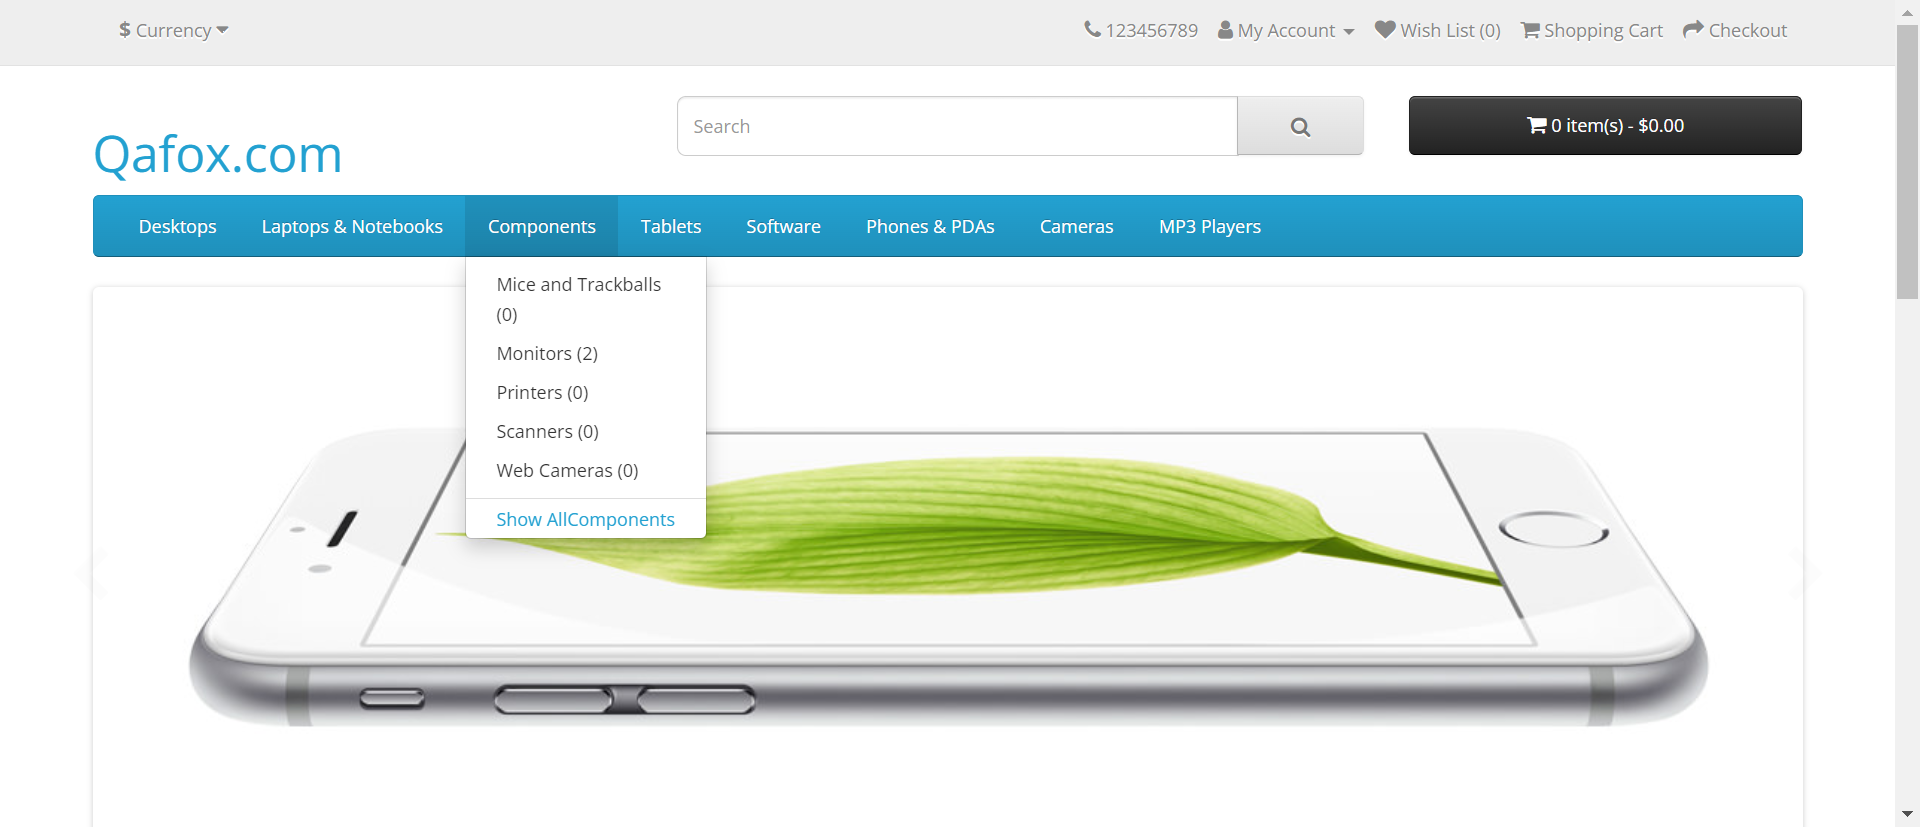 $ Currency
123456789 My Account Wish List (0) Shopping Cart Checkout
Qafox.com
Search
0 item(s) - $0.00
Desktops Laptops & Notebooks Components Tablets Software Phones & PDAs Cameras MP3 Players
Mice and Trackballs
(0)
Monitors (2)
Printers (0)
Scanners (0)
Web Cameras (0)
Show AllComponents